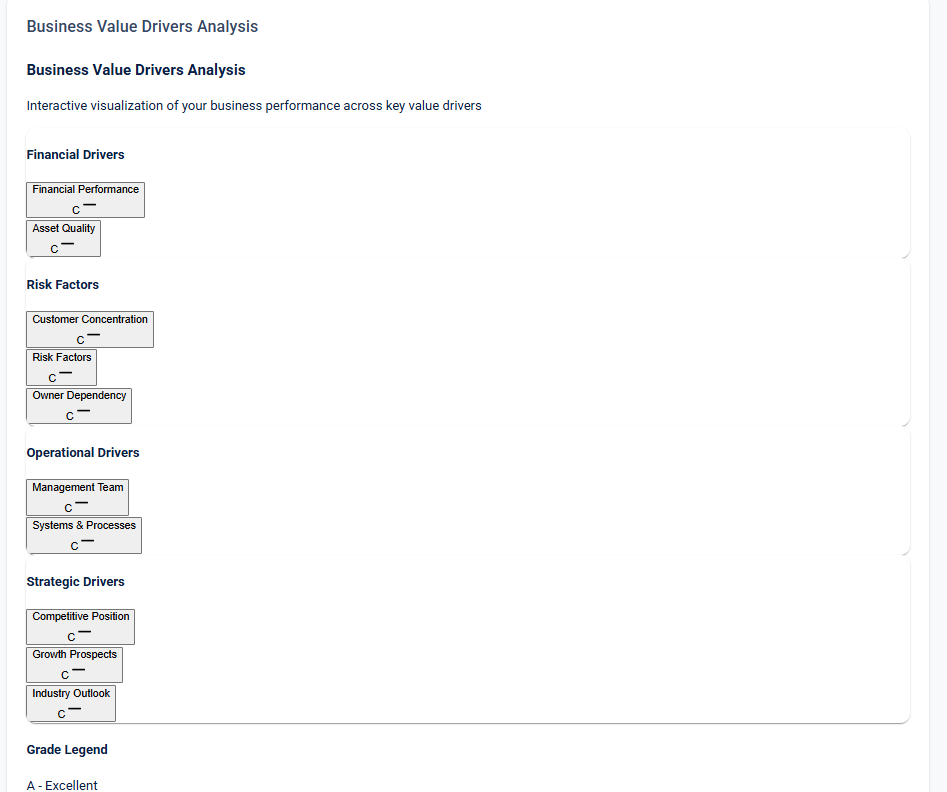 Business Value Drivers Analysis
Business Value Drivers Analysis
Interactive visualization of your business performance across key value drivers
Financial Drivers
Financial Performance
C
Asset Quality
C
Risk Factors
Customer Concentration
C
Risk Factors
C
Owner Dependency
C
Operational Drivers
Management Team
C
Systems & Processes
C
Strategic Drivers
Competitive Position
C
Growth Prospects
C
Industry Outlook
C
Grade Legend
A - Excellent